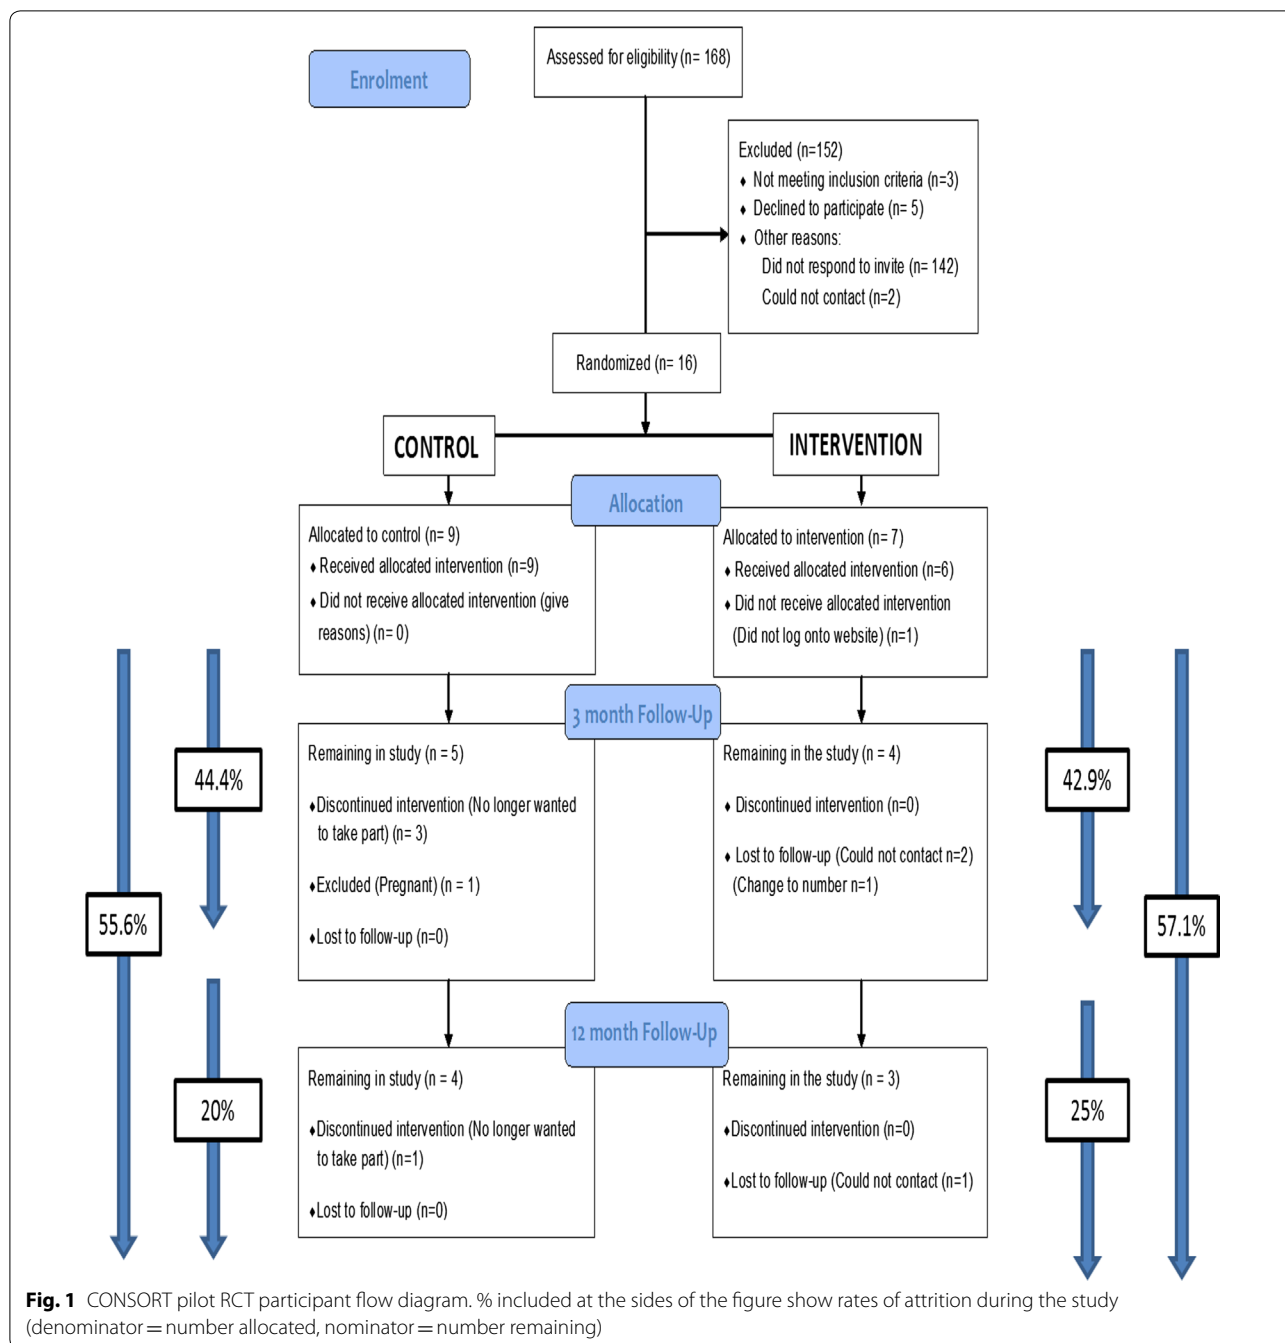 Enrolment
Assessed for eligibility (n= 168)
Excluded (n=152)
♦ Not meeting inclusion criteria (n=3)
♦ Declined to participate (n= 5)
♦ Other reasons:
Did not respond to invite (n= 142)
Could not contact (n=2)
Randomized (n= 16)
CONTROL
INTERVENTION
Allocation
Allocated to control (n= 9)
♦ Received allocated intervention (n=9)
♦ Did not receive allocated intervention (give
reasons) (n= 0)
Allocated to intervention (n= 7)
♦ Received allocated intervention (n=6)
♦ Did not receive allocated intervention
(Did not log onto website) (n=1)
3 month Follow-Up
Remaining in study (n = 5)
♦Discontinued intervention (No longer wanted
to take part) (n= 3)
♦Excluded (Pregnant) (n = 1)
♦Lost to follow-up (n=0)
Remaining in the study (n = 4)
♦ Discontinued intervention (n=0)
♦ Lost to follow-up (Could not contact n=2)
(Change to number n=1)
44.4%
55.6%
42.9%
57.1%
12 month Follow-Up
Remaining in study (n = 4)
♦Discontinued intervention (No longer wanted
to take part) (n=1)
♦Lost to follow-up (n=0)
Remaining in the study (n = 3)
♦Discontinued intervention (n=0)
♦Lost to follow-up (Could not contact (n=1)
20%
25%
Fig. 1 CONSORT pilot RCT participant flow diagram. % included at the sides of the figure show rates of attrition during the study
(denominator = number allocated, nominator = number remaining)